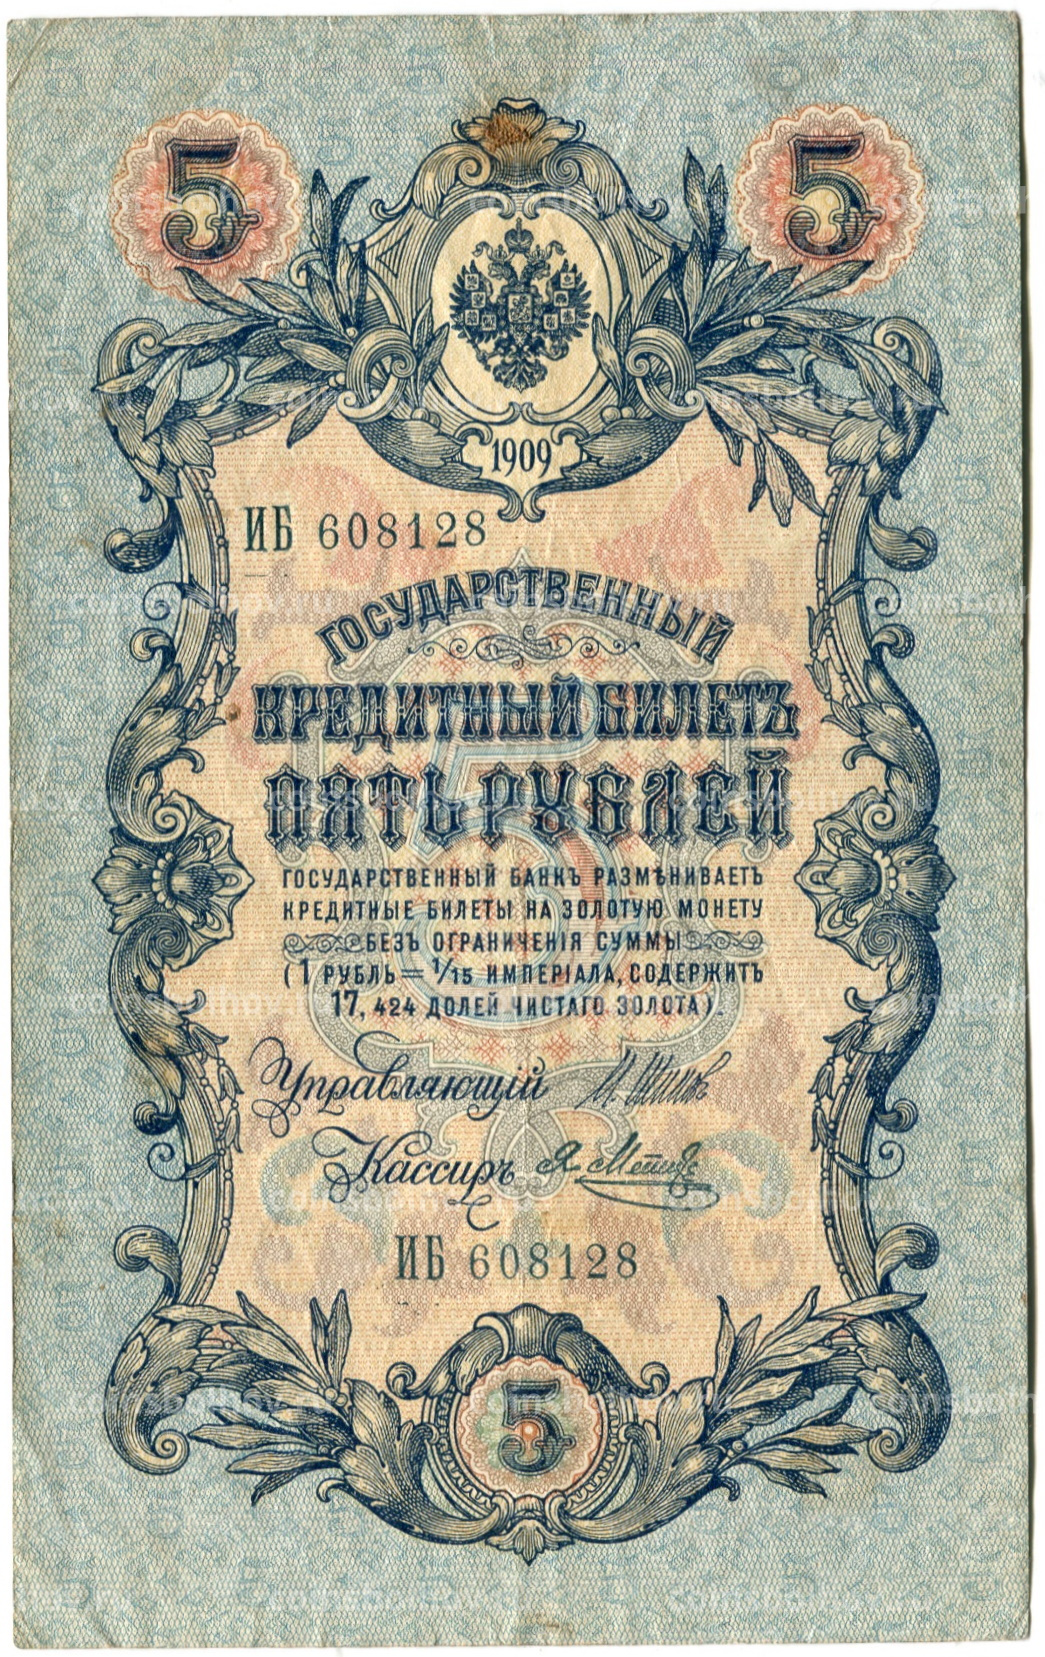 5 5
1909
ИБ 608128
ГОСУДАРСТВЕННЫЙ
КРЕДИТНЫЙ БИЛЕТЪ
ПЯТЬ РУБЛЕЙ
ГОСУДАРСТВЕННЫЙ БАНКЪ РАЗМѢНИВАЕТЪ
КРЕДИТНЫЕ БИЛЕТЫ НА ЗОЛОТУЮ МОНЕТУ
БЕЗЪ ОГРАНИЧЕНІЯ СУММЫ
(1 РУБЛЬ = 1/15 ИМПЕРІАЛА, СОДЕРЖИТЪ
17,424 ДОЛЕЙ ЧИСТАГО ЗОЛОТА).
Управляющій
Кассиръ
ИБ 608128
5